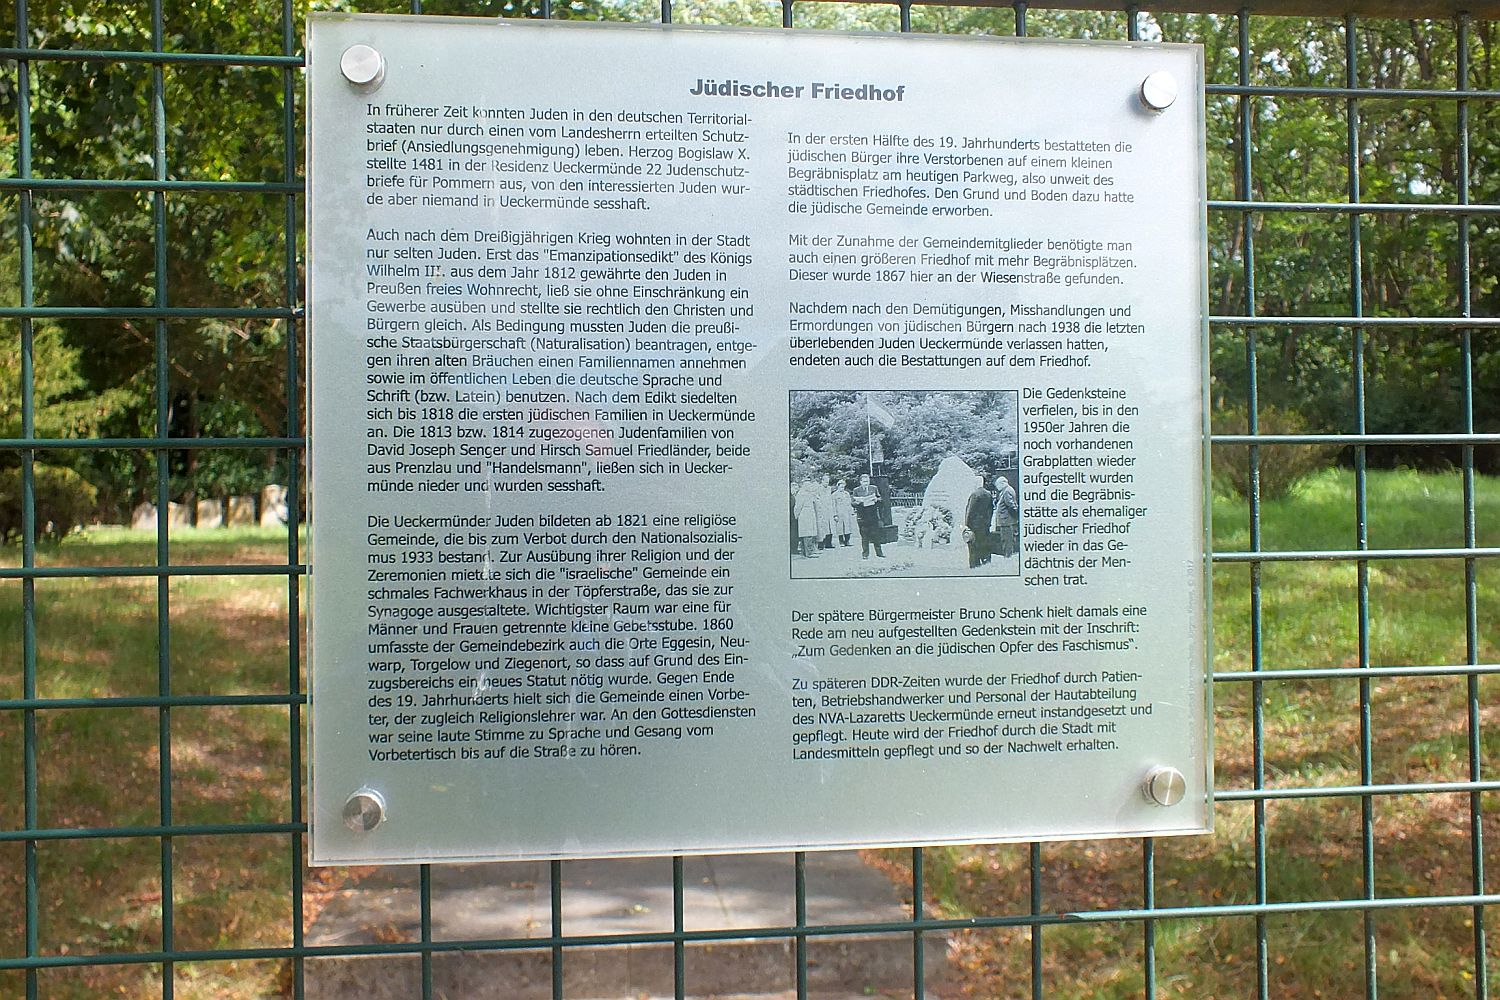 Jüdischer Friedhof
In früherer Zeit konnten Juden in den deutschen Territorial-
staaten nur durch einen vom Landesherrn erteilten Schutz-
brief (Ansiedlungsgenehmigung) leben. Herzog Bogislaw X.
stellte 1481 in der Residenz Ueckermünde 22 Judenschutz-
briefe für Pommern aus, von den interessierten Juden wur-
de aber niemand in Ueckermünde sesshaft.
Auch nach dem Dreißigjährigen Krieg wohnten in der Stadt
nur selten Juden. Erst das "Emanzipationsedikt" des Königs
Wilhelm III. aus dem Jahr 1812 gewährte den Juden in
Preußen freies Wohnrecht, ließ sie ohne Einschränkung ein
Gewerbe ausüben und stellte sie rechtlich den Christen und
Bürgern gleich. Als Bedingung mussten Juden die preußi-
sche Staatsbürgerschaft (Naturalisation) beantragen, entge-
gen ihren alten Bräuchen einen Familiennamen annehmen
sowie im öffentlichen Leben die deutsche Sprache und
Schrift (bzw. Latein) benutzen. Nach dem Edikt siedelten
sich bis 1818 die ersten jüdischen Familien in Ueckermünde
an. Die 1813 bzw. 1814 zugezogenen Judenfamilien von
David Joseph Senger und Hirsch Samuel Friedländer, beide
aus Prenzlau und "Handelsmann", ließen sich in Uecker-
münde nieder und wurden sesshaft.
Die Ueckermünder Juden bildeten ab 1821 eine religiöse
Gemeinde, die bis zum Verbot durch den Nationalsozialis-
mus 1933 bestand. Zur Ausübung ihrer Religion und der
Zeremonien mietete sich die "israelische" Gemeinde ein
schmales Fachwerkhaus in der Töpferstraße, das sie zur
Synagoge ausgestaltete. Wichtigster Raum war eine für
Männer und Frauen getrennte kleine Gebetsstube. 1860
umfasste der Gemeindebezirk auch die Orte Eggesin, Neu-
warp, Torgelow und Ziegenort, so dass auf Grund des Ein-
zugsbereichs ein neues Statut nötig wurde. Gegen Ende
des 19. Jahrhunderts hielt sich die Gemeinde einen Vorbe-
ter, der zugleich Religionslehrer war. An den Gottesdiensten
war seine laute Stimme zu Sprache und Gesang vom
Vorbetertisch bis auf die Straße zu hören.
In der ersten Hälfte des 19. Jahrhunderts bestatteten die
jüdischen Bürger ihre Verstorbenen auf einem kleinen
Begräbnisplatz am heutigen Parkweg, also unweit des
städtischen Friedhofes. Den Grund und Boden dazu hatte
die jüdische Gemeinde erworben.
Mit der Zunahme der Gemeindemitglieder benötigte man
auch einen größeren Friedhof mit mehr Begräbnisplätzen.
Dieser wurde 1867 hier an der Wiesenstraße gefunden.
Nachdem nach den Demütigungen, Misshandlungen und
Ermordungen von jüdischen Bürgern nach 1938 die letzten
überlebenden Juden Ueckermünde verlassen hatten,
endeten auch die Bestattungen auf dem Friedhof.
Die Gedenksteine
verfielen, bis in den
1950er Jahren die
noch vorhandenen
Grabplatten wieder
aufgestellt wurden
und die Begräbnis-
stätte als ehemaliger
jüdischer Friedhof
wieder in das Ge-
dächtnis der Men-
schen trat.
Der spätere Bürgermeister Bruno Schenk hielt damals eine
Rede am neu aufgestellten Gedenkstein mit der Inschrift:
„Zum Gedenken an die jüdischen Opfer des Faschismus“.
Zu späteren DDR-Zeiten wurde der Friedhof durch Patien-
ten, Betriebshandwerker und Personal der Hautabteilung
des NVA-Lazaretts Ueckermünde erneut instandgesetzt und
gepflegt. Heute wird der Friedhof durch die Stadt mit
Landesmitteln gepflegt und so der Nachwelt erhalten.